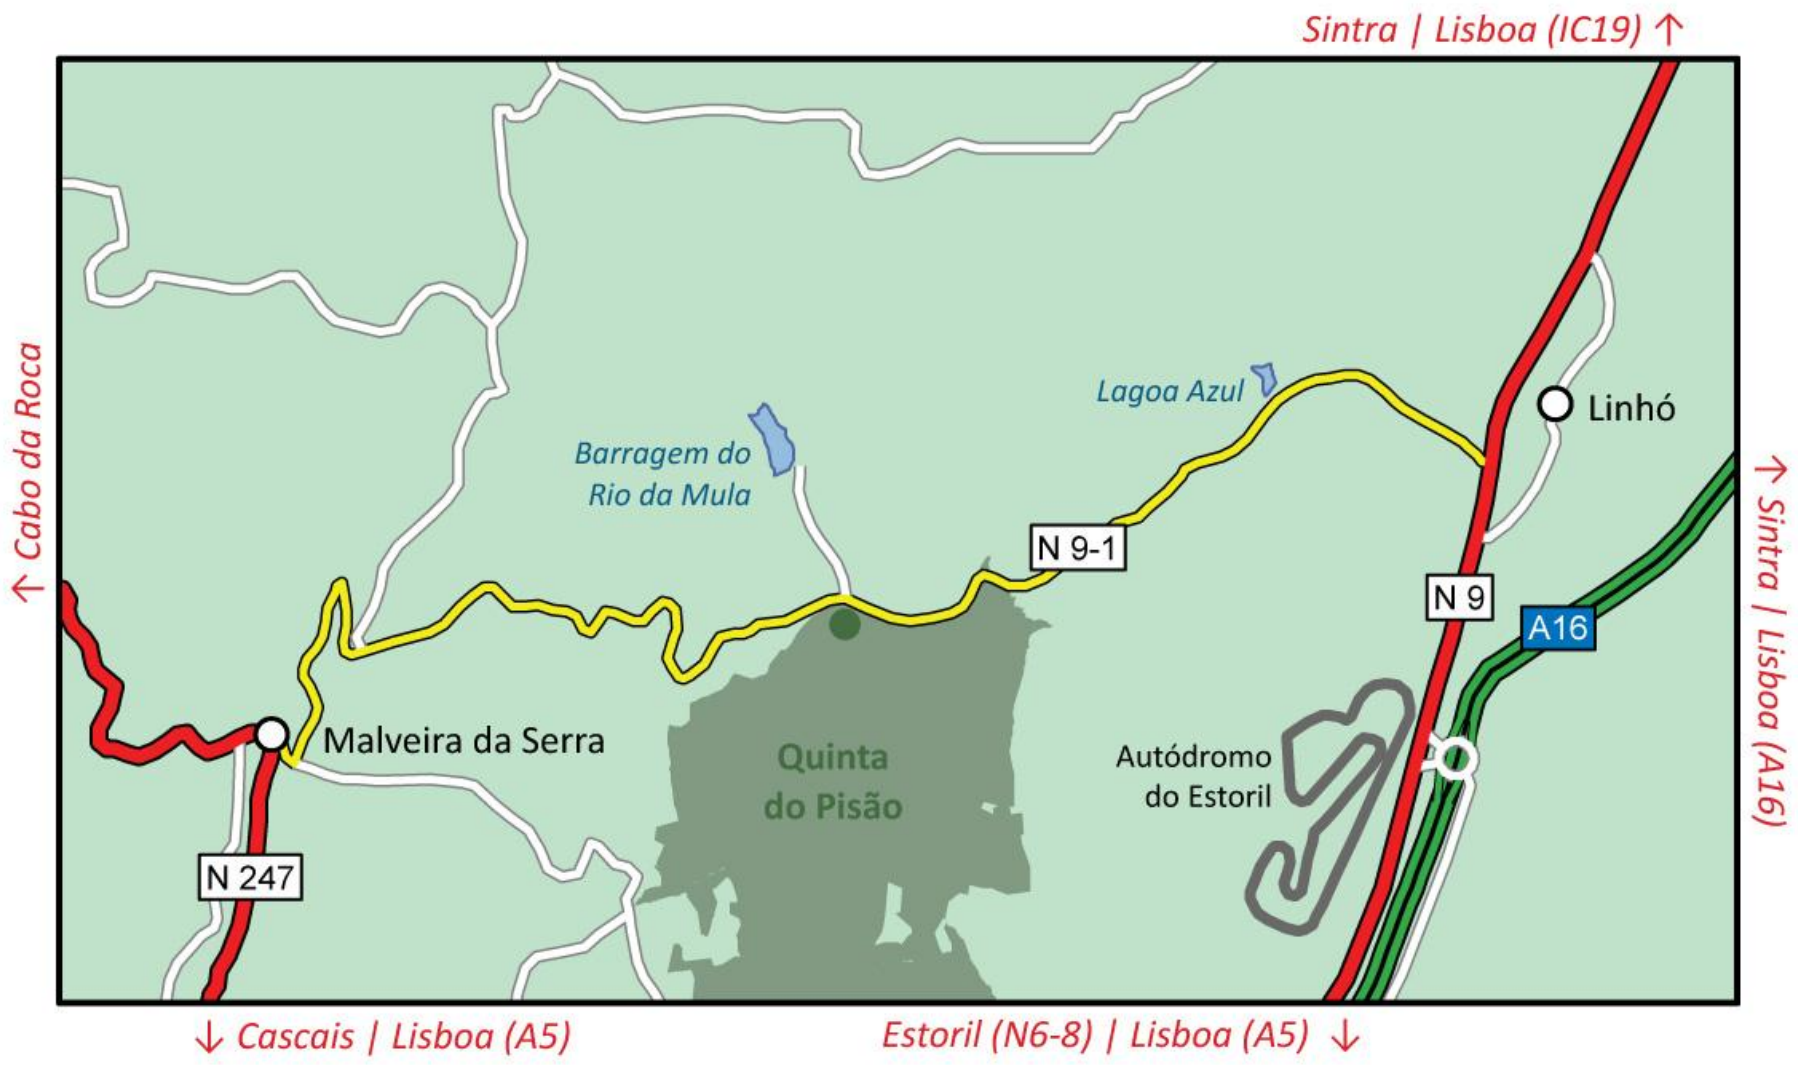 Sintra | Lisboa (IC19) ↑
↑ Cabo da Roca
Lagoa Azul
Linhó
Barragem do
Rio da Mula
N 9-1
N 9
A16
↑ Sintra | Lisboa (A16)
Malveira da Serra
Quinta
do Pisão
Autódromo
do Estoril
N 247
↓ Cascais | Lisboa (A5)
Estoril (N6-8) | Lisboa (A5) ↓